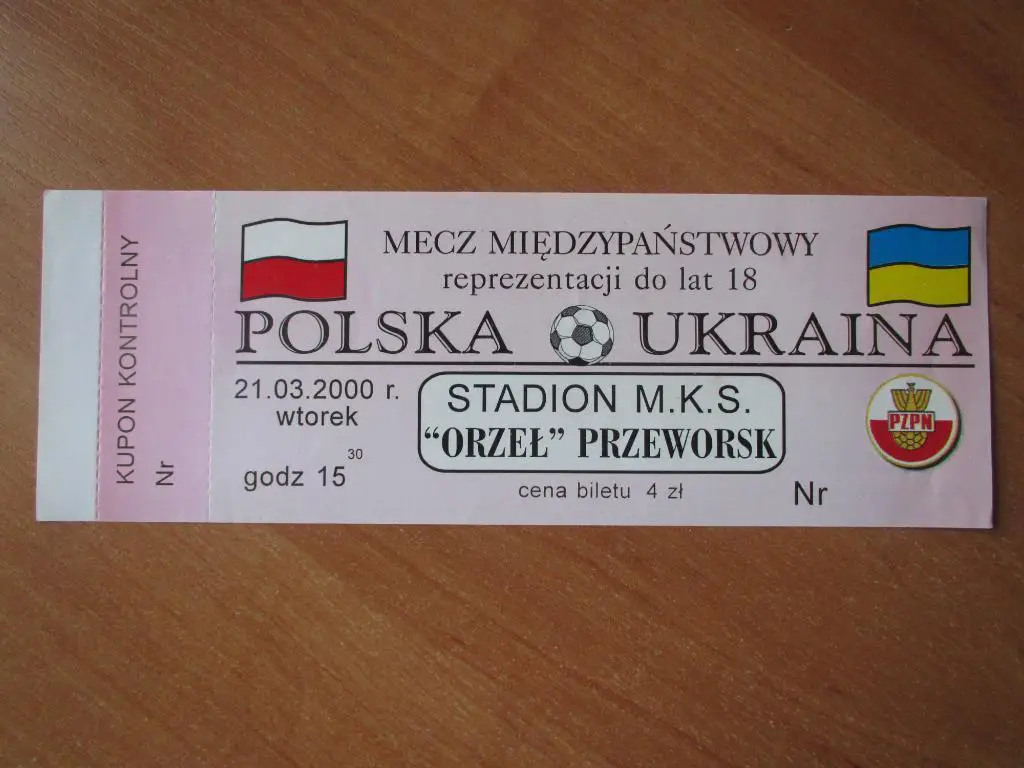 KUPON KONTROLNY
Nr
MECZ MIĘDZYPAŃSTWOWY
reprezentacji do lat 18
POLSKA UKRAINA
21.03.2000 r.
wtorek
godz 15 30
STADION M.K.S.
"ORZEŁ" PRZEWORSK
cena biletu 4 zł
Nr
PZPN